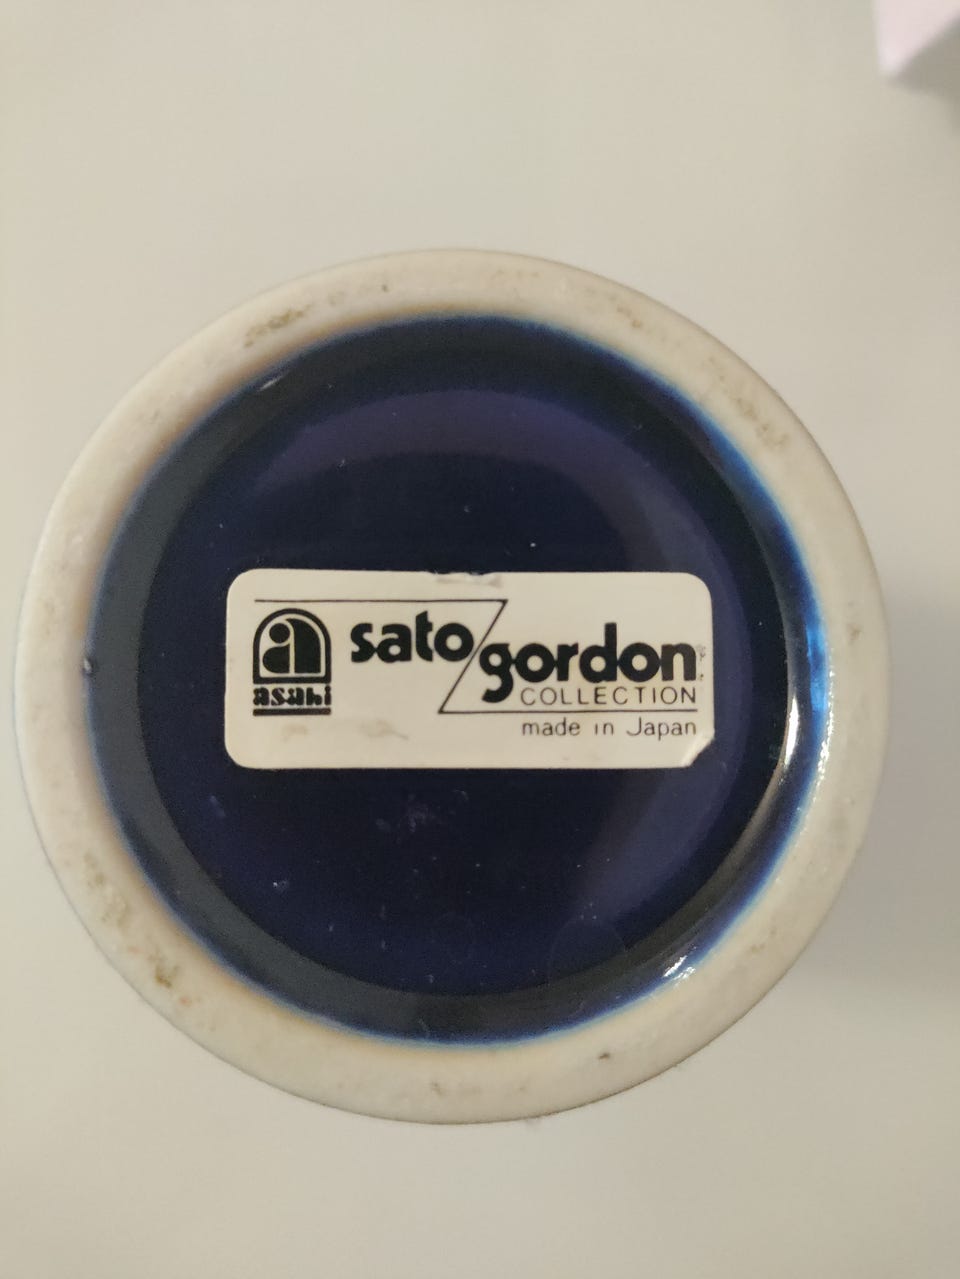 a
asahi
sato/gordon
COLLECTION
made in Japan